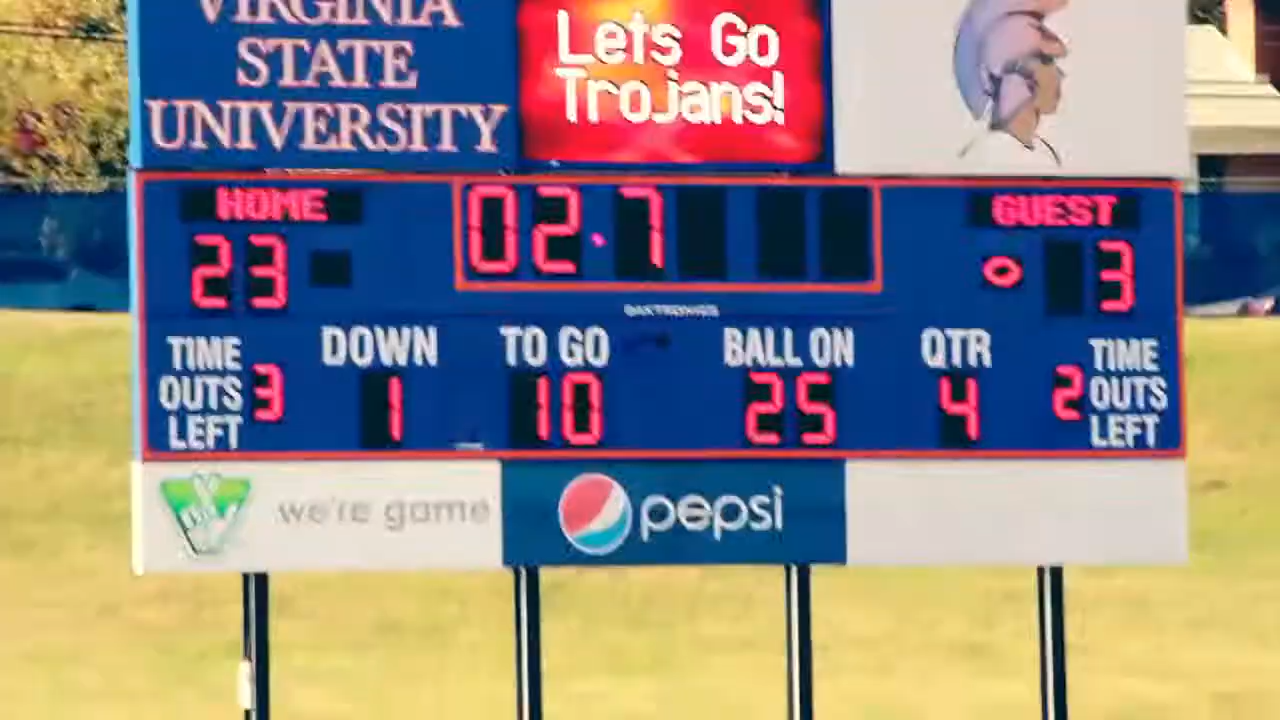 VIRGINIA
STATE
UNIVERSITY
Lets Go
Trojans!
HOME
02.7
GUEST
23
3
DAKTRONICS
TIME
OUTS
LEFT
3
DOWN
1
TO GO
10
BALL ON
25
QTR
4
2
TIME
OUTS
LEFT
we're game
pepsi